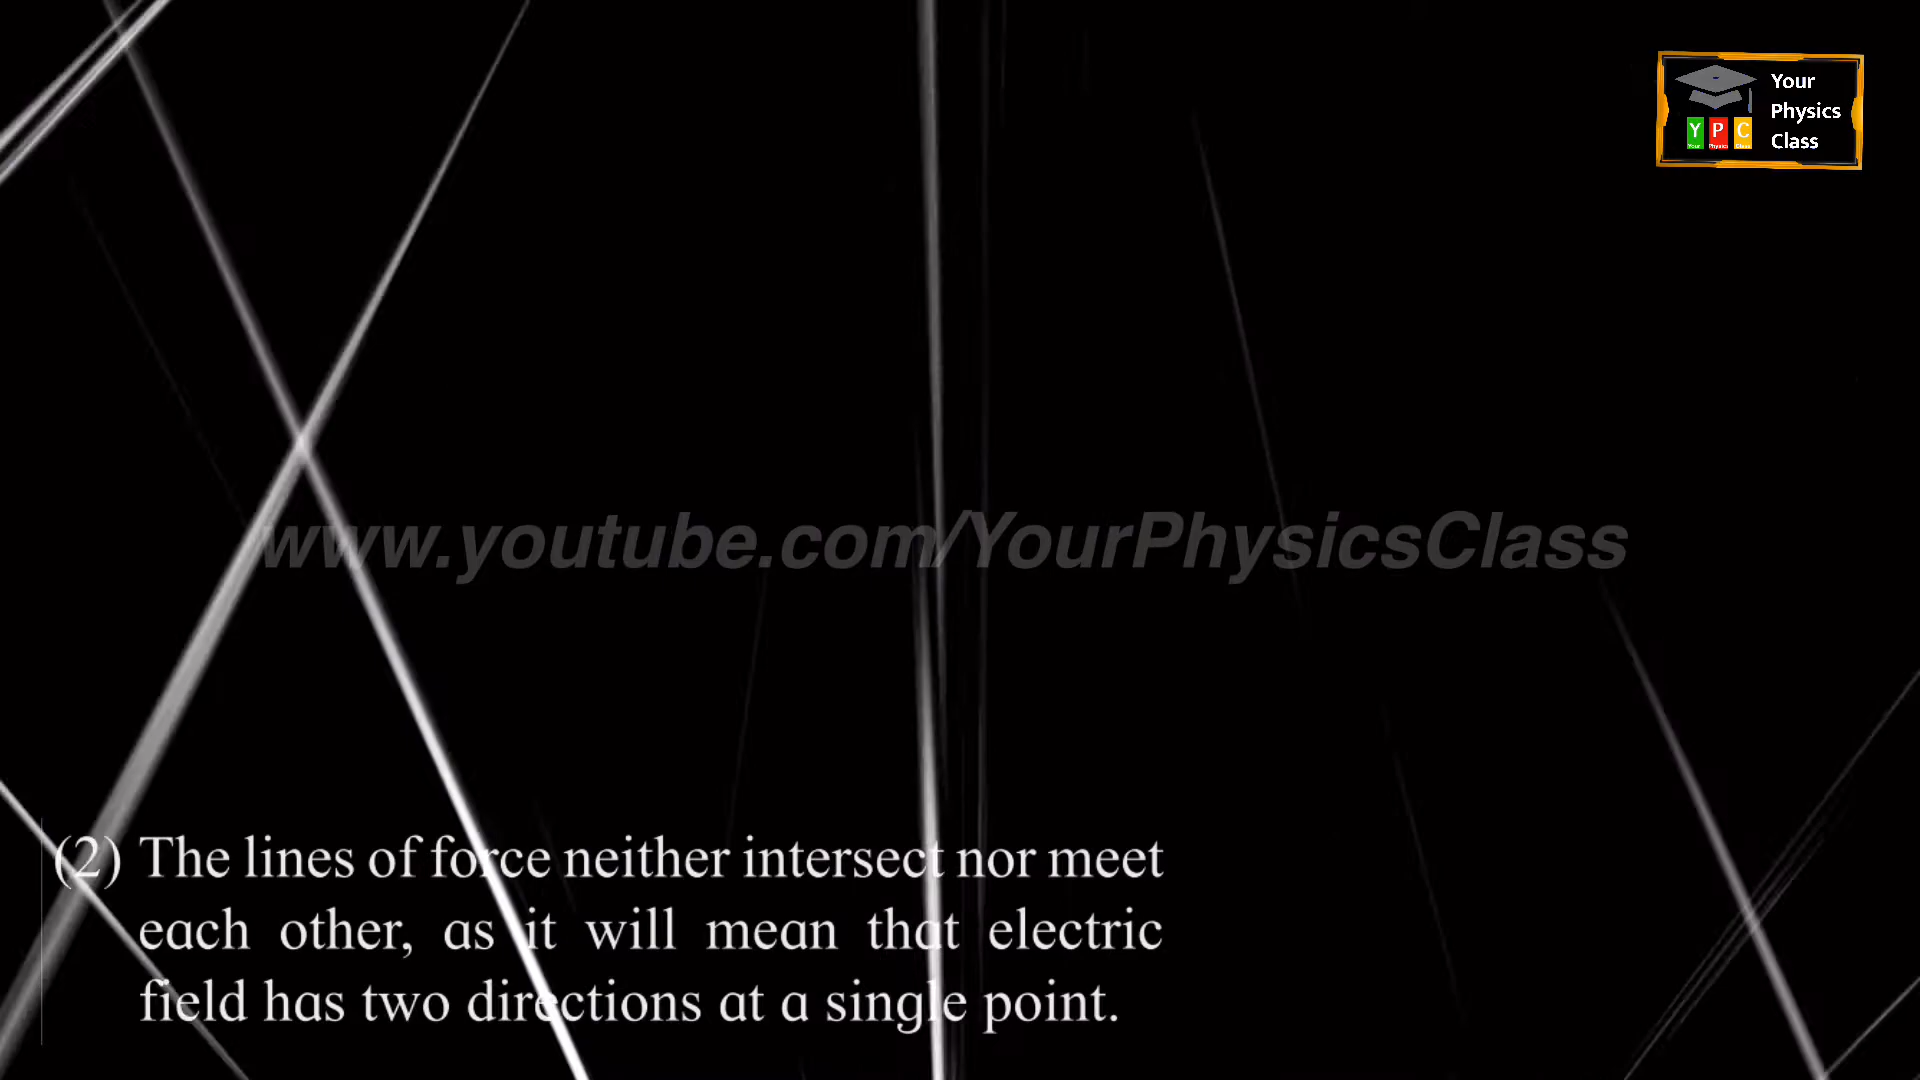 Your
Physics
Class
Y P C
www.youtube.com/YourPhysicsClass
(2) The lines of force neither intersect nor meet
each other, as it will mean that electric
field has two directions at a single point.